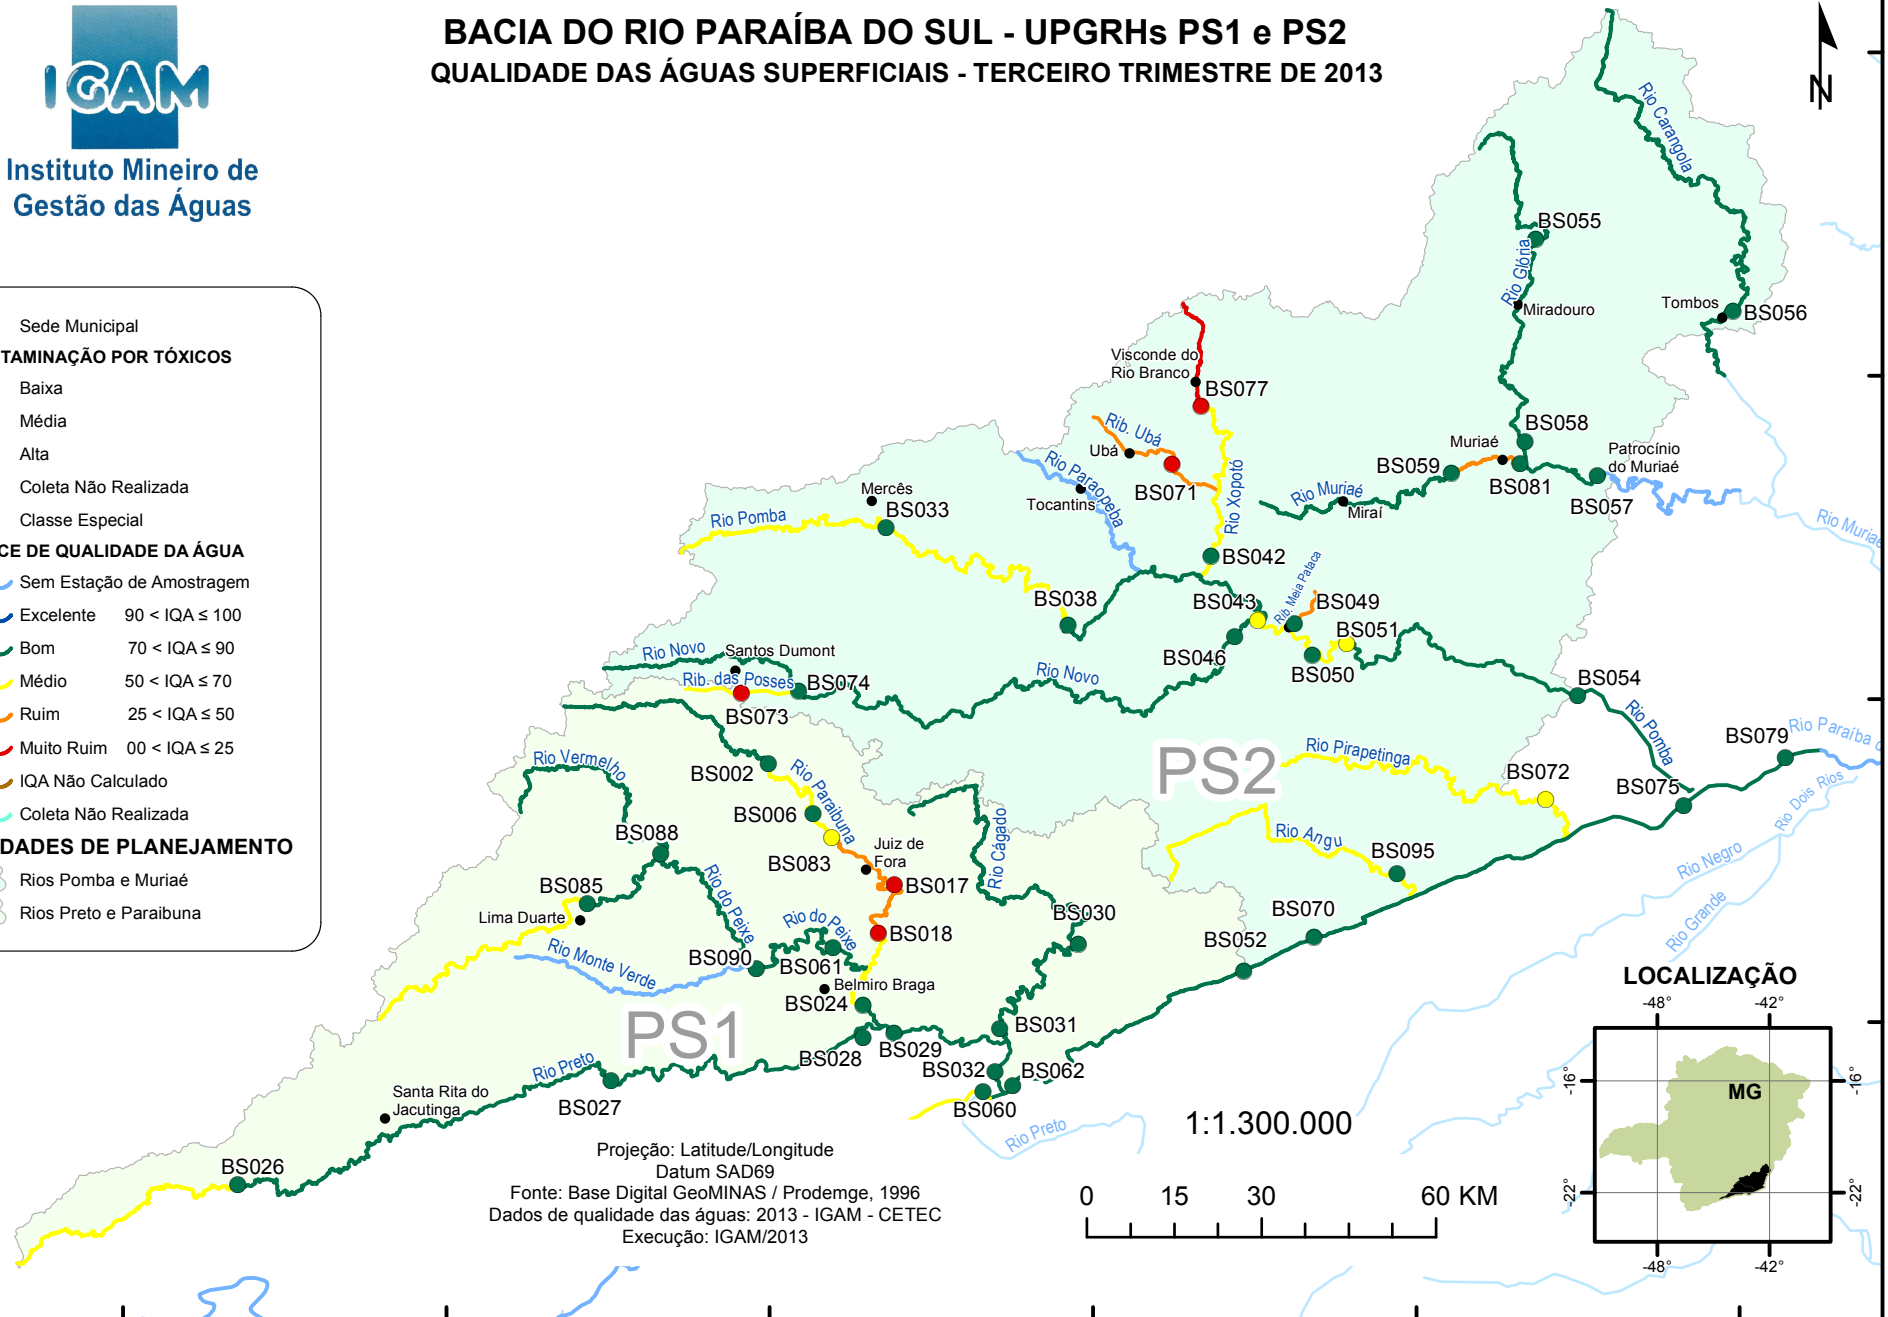 BACIA DO RIO PARAÍBA DO SUL - UPGRHs PS1 e PS2
QUALIDADE DAS ÁGUAS SUPERFICIAIS - TERCEIRO TRIMESTRE DE 2013
IGAM
Instituto Mineiro de
Gestão das Águas
N
Sede Municipal
TAMINAÇÃO POR TÓXICOS
Baixa
Média
Alta
Coleta Não Realizada
Classe Especial
CE DE QUALIDADE DA ÁGUA
Sem Estação de Amostragem
Excelente 90 < IQA ≤ 100
Bom 70 < IQA ≤ 90
Médio 50 < IQA ≤ 70
Ruim 25 < IQA ≤ 50
Muito Ruim 00 < IQA ≤ 25
IQA Não Calculado
Coleta Não Realizada
DADES DE PLANEJAMENTO
Rios Pomba e Muriaé
Rios Preto e Paraibuna
Rio Carangola
BS055
Rio Glória
Miradouro
Tombos
BS056
Visconde do
Rio Branco
BS077
Rib. Ubá
Ubá
BS071
Rio Xopotó
Rio Paraopeba
Tocantins
Muriaé
BS058
BS059
BS081
Patrocínio
do Muriaé
BS057
Rio Muriaé
Miraí
Rio Muriaé
Mercês
BS033
Rio Pomba
BS042
BS038
BS043
Rib. Meia Pataca
BS049
BS051
BS046
BS050
Rio Novo
Santos Dumont
Rib. das Posses
BS074
BS073
Rio Novo
BS054
Rio Pomba
BS079
Rio Paraíba d
Rio Dois Rios
BS075
Rio Pirapetinga
BS072
PS2
Rio Angu
BS095
Rio Negro
Rio Grande
Rio Vermelho
BS002
Rio Paraibuna
BS006
BS083
Juiz de
Fora
BS017
BS018
BS088
BS085
Lima Duarte
Rio do Peixe
Rio do Peixe
Rio Monte Verde
BS090
BS061
Belmiro Braga
BS024
Rio Cágado
BS030
BS070
BS052
PS1
BS028
BS029
BS031
BS032
BS062
BS060
Rio Preto
Rio Preto
BS027
Santa Rita do
Jacutinga
BS026
Projeção: Latitude/Longitude
Datum SAD69
Fonte: Base Digital GeoMINAS / Prodemge, 1996
Dados de qualidade das águas: 2013 - IGAM - CETEC
Execução: IGAM/2013
1:1.300.000
0 15 30 60 KM
LOCALIZAÇÃO
-48° -42°
-16° -16°
MG
-22° -22°
-48° -42°